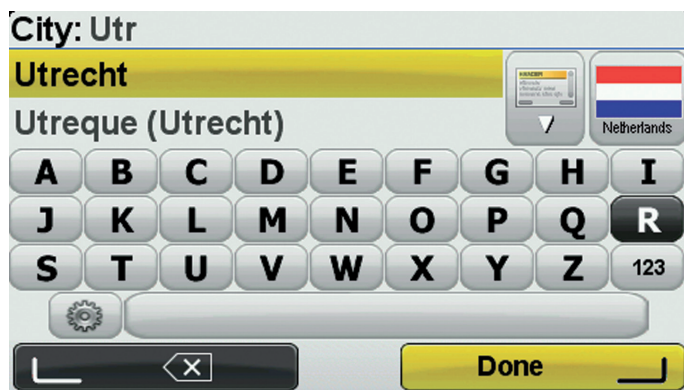 City: Utr
Utrecht
Utreque (Utrecht)
Netherlands
A B C D E F G H I
J K L M N O P Q R
S T U V W X Y Z 123
Done